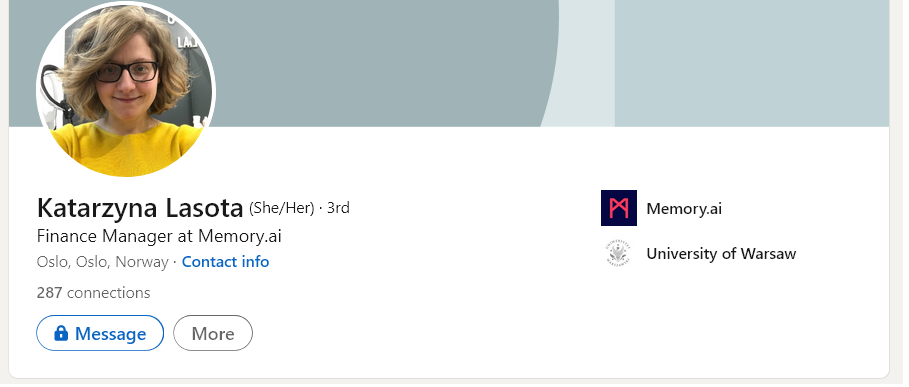 Katarzyna Lasota (She/Her) · 3rd
Finance Manager at Memory.ai
Oslo, Oslo, Norway · Contact info
287 connections
Message
More
Memory.ai
University of Warsaw